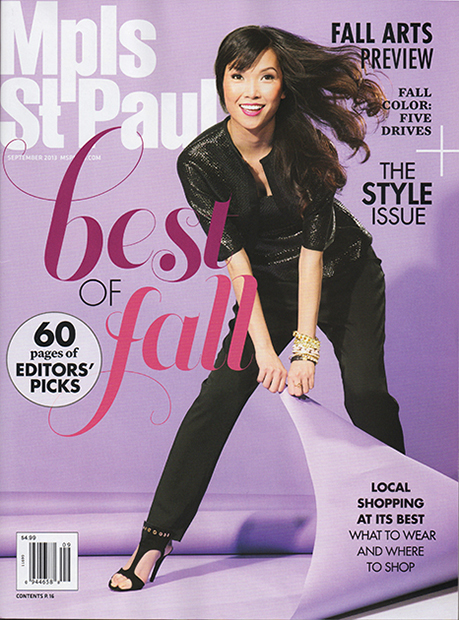 Mpls
St Paul
SEPTEMBER 2013
FALL ARTS
PREVIEW
FALL
COLOR:
FIVE
DRIVES
THE
STYLE
ISSUE
best
OF
fall
60
pages of
EDITORS'
PICKS
LOCAL
SHOPPING
AT ITS BEST
WHAT TO WEAR
AND WHERE
TO SHOP
$4.99
09
CONTENTS P. 16